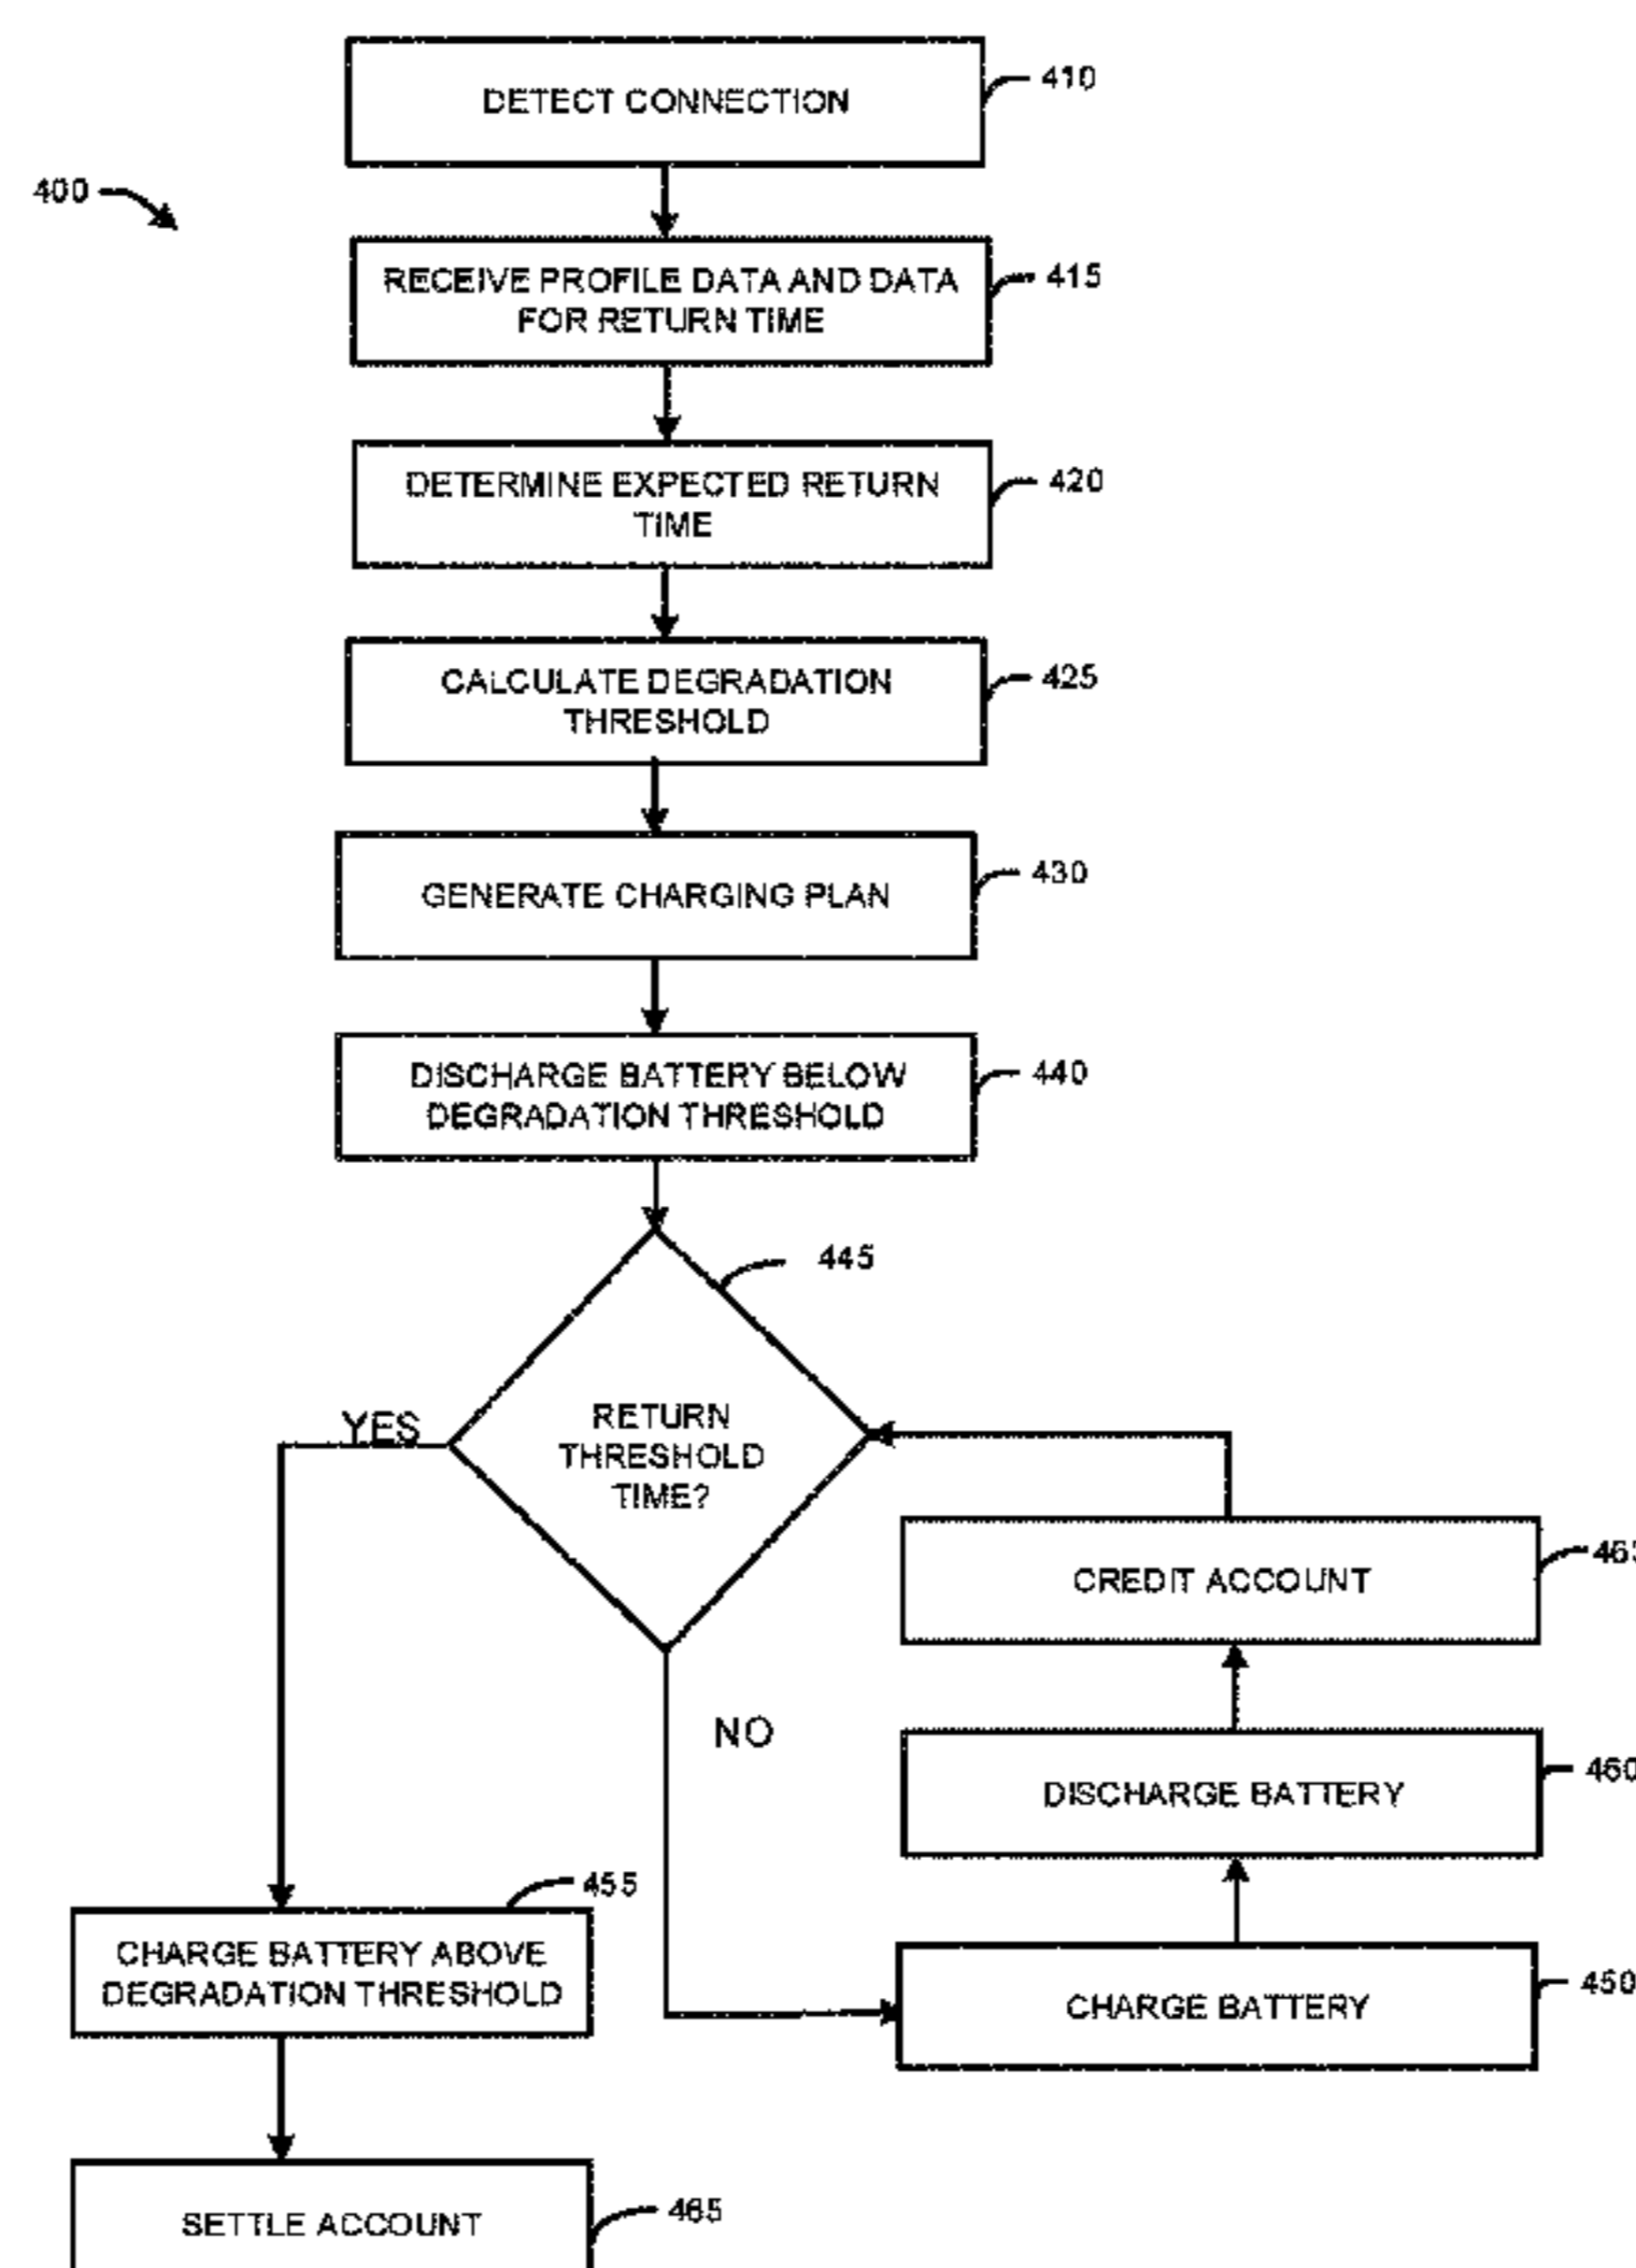 DETECT CONNECTION
410
400
RECEIVE PROFILE DATA AND DATA
FOR RETURN TIME
415
DETERMINE EXPECTED RETURN
TIME
420
CALCULATE DEGRADATION
THRESHOLD
425
GENERATE CHARGING PLAN
430
DISCHARGE BATTERY BELOW
DEGRADATION THRESHOLD
440
445
RETURN
THRESHOLD
TIME?
YES
NO
CREDIT ACCOUNT
DISCHARGE BATTERY
460
CHARGE BATTERY
450
455
CHARGE BATTERY ABOVE
DEGRADATION THRESHOLD
SETTLE ACCOUNT
465